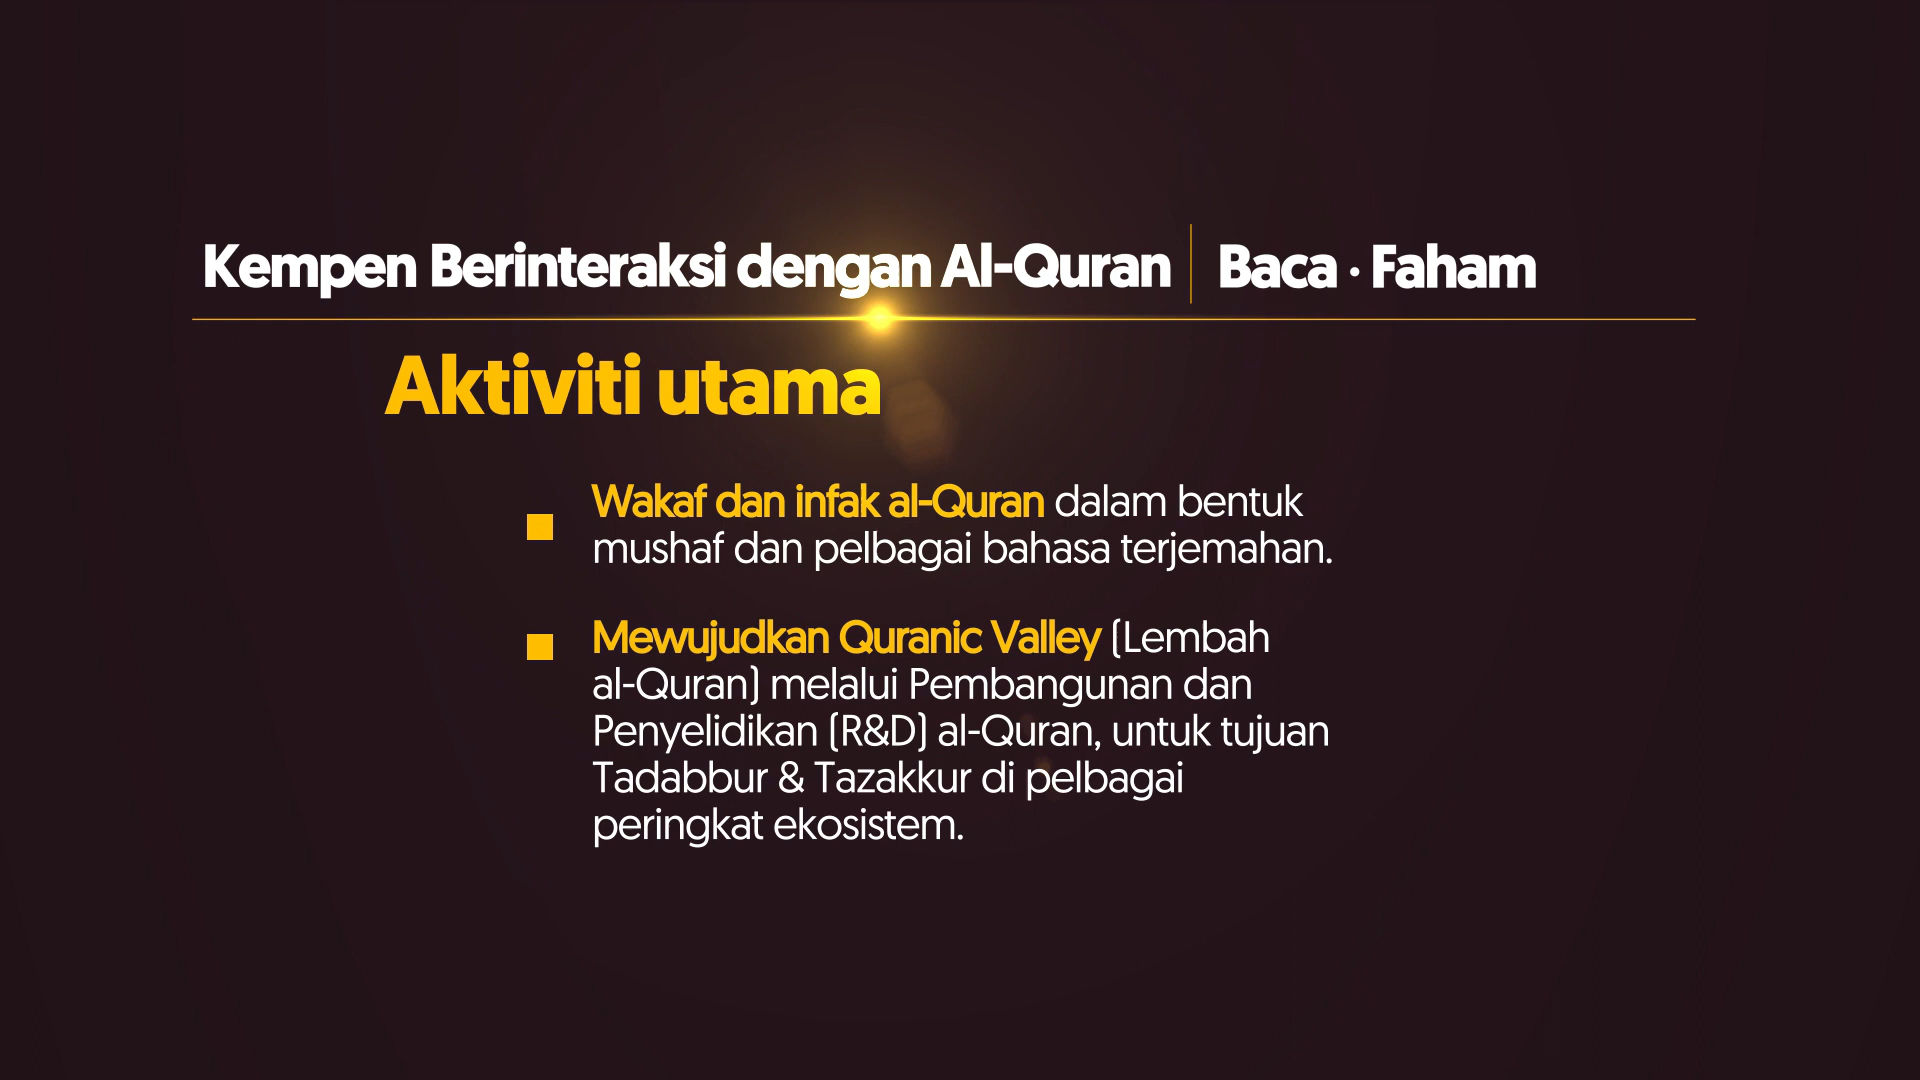 Kempen Berinteraksi dengan Al-Quran | Baca · Faham
Aktiviti utama
Wakaf dan infak al-Quran dalam bentuk
mushaf dan pelbagai bahasa terjemahan.
Mewujudkan Quranic Valley (Lembah
al-Quran) melalui Pembangunan dan
Penyelidikan (R&D) al-Quran, untuk tujuan
Tadabbur & Tazakkur di pelbagai
peringkat ekosistem.